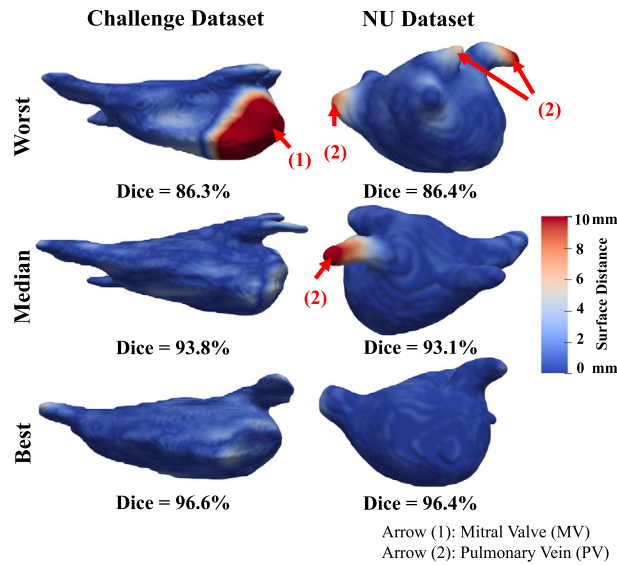 Challenge Dataset
NU Dataset
Worst
(1)
(2)
(2)
Dice = 86.3%
Dice = 86.4%
Median
(2)
Dice = 93.8%
Dice = 93.1%
10 mm
8
6
4
2
0 mm
Surface Distance
Best
Dice = 96.6%
Dice = 96.4%
Arrow (1): Mitral Valve (MV)
Arrow (2): Pulmonary Vein (PV)